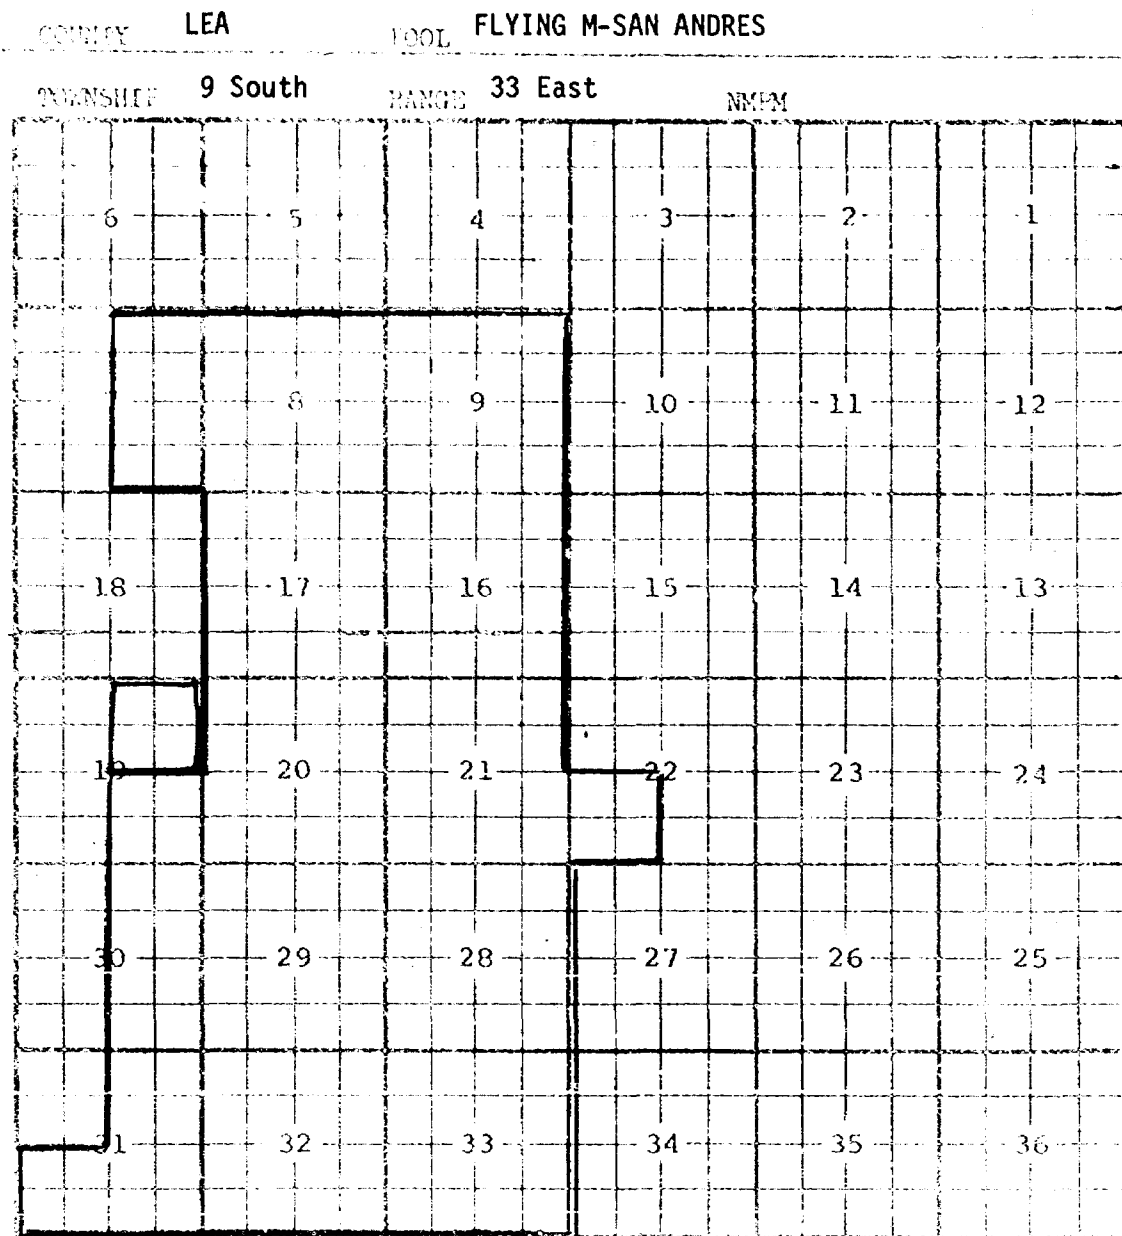 COUNTY LEA POOL FLYING M-SAN ANDRES
TOWNSHIP 9 South RANGE 33 East NMPM
6 5 4 3 2 1
8 9 10 11 12
18 17 16 15 14 13
19 20 21 22 23 24
30 29 28 27 26 25
31 32 33 34 35 36